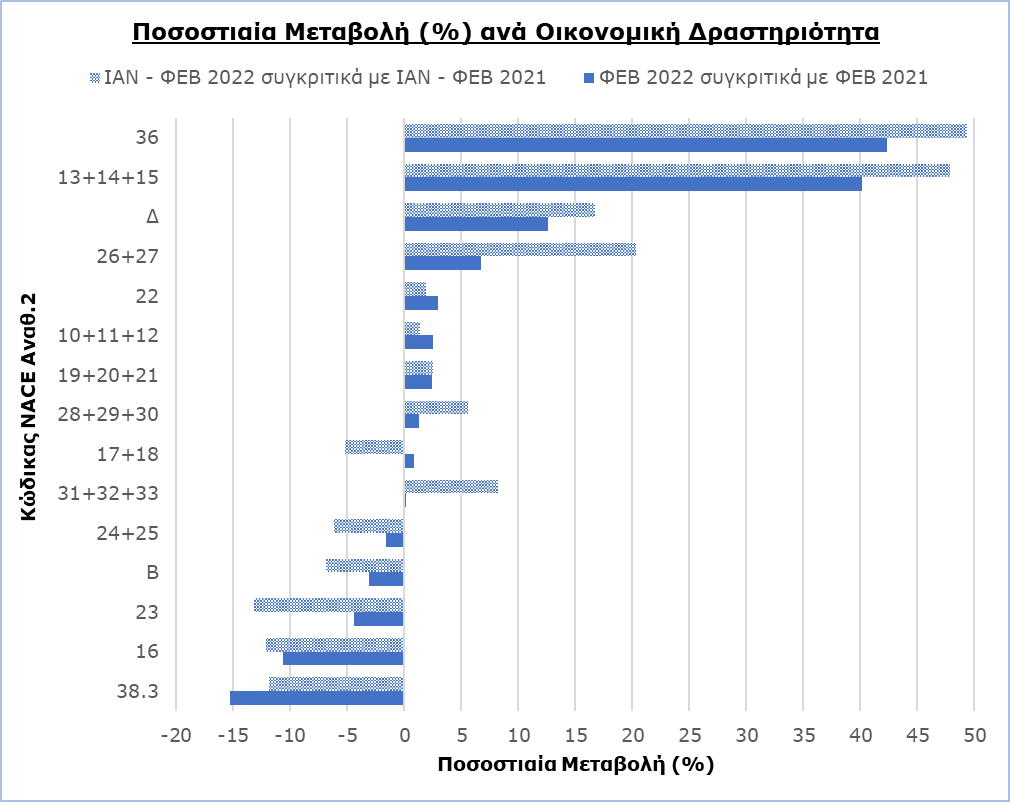 Ποσοστιαία Μεταβολή (%) ανά Οικονομική Δραστηριότητα
ΙΑΝ - ΦΕΒ 2022 συγκριτικά με ΙΑΝ - ΦΕΒ 2021
ΦΕΒ 2022 συγκριτικά με ΦΕΒ 2021
Κώδικας NACE Αναθ.2
36
13+14+15
Δ
26+27
22
10+11+12
19+20+21
28+29+30
17+18
31+32+33
24+25
Β
23
16
38.3
-20 -15 -10 -5 0 5 10 15 20 25 30 35 40 45 50
Ποσοστιαία Μεταβολή (%)